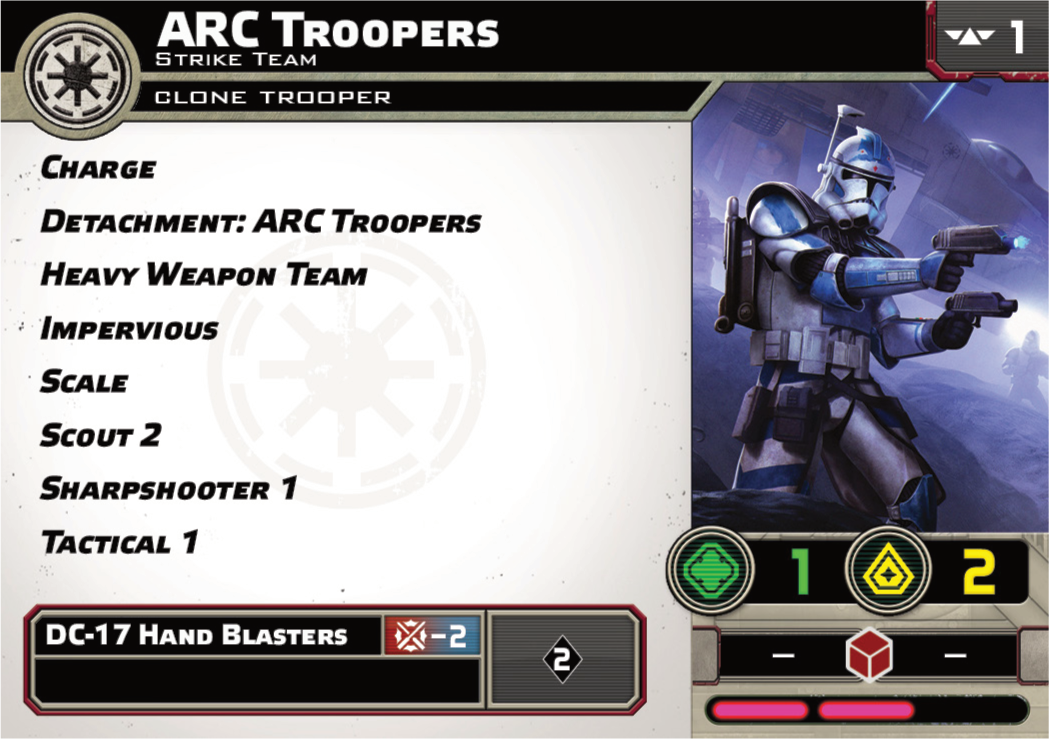 ARC Troopers
1
Strike Team
Clone Trooper
Charge
Detachment: ARC Troopers
Heavy Weapon Team
Impervious
Scale
Scout 2
Sharpshooter 1
Tactical 1
1
2
DC-17 Hand Blasters
-2
2
– –